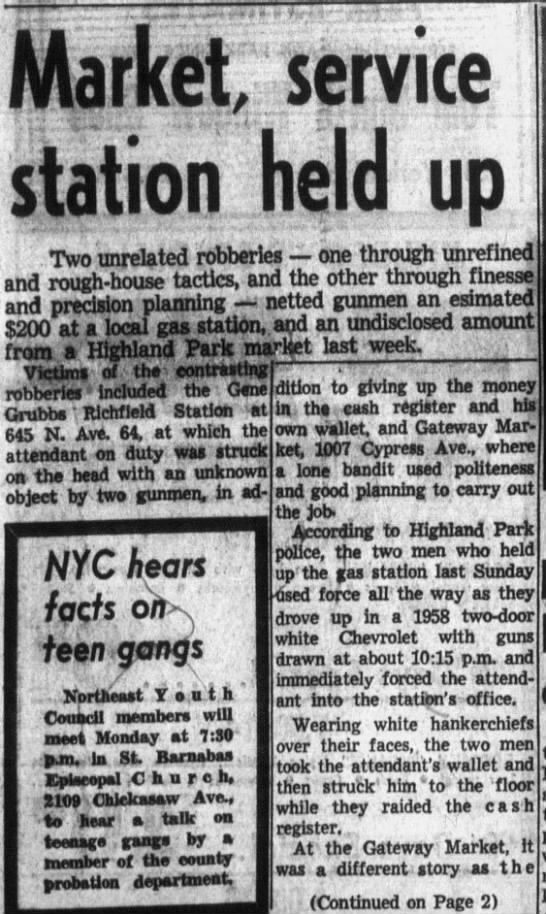 Market, service
station held up
Two unrelated robberies — one through unrefined
and rough-house tactics, and the other through finesse
and precision planning — netted gunmen an esimated
$200 at a local gas station, and an undisclosed amount
from a Highland Park market last week.
Victims of the contrasting
robberies included the Gene
Grubbs Richfield Station at
645 N. Ave. 64, at which the
attendant on duty was struck
on the head with an unknown
object by two gunmen, in ad-
dition to giving up the money
in the cash register and his
own wallet, and Gateway Mar-
ket, 1007 Cypress Ave., where
a lone bandit used politeness
and good planning to carry out
the job.
According to Highland Park
police, the two men who held
up the gas station last Sunday
used force all the way as they
drove up in a 1958 two-door
white Chevrolet with guns
drawn at about 10:15 p.m. and
immediately forced the attend-
ant into the station's office.
Wearing white hankerchiefs
over their faces, the two men
took the attendant's wallet and
then struck him to the floor
while they raided the cash
register.
At the Gateway Market, it
was a different story as the
(Continued on Page 2)
NYC hears
facts on
teen gangs
Northeast Youth
Council members will
meet Monday at 7:30
p.m. in St. Barnabas
Episcopal Church,
2109 Chickasaw Ave.,
to hear a talk on
teenage gangs by a
member of the county
probation department.